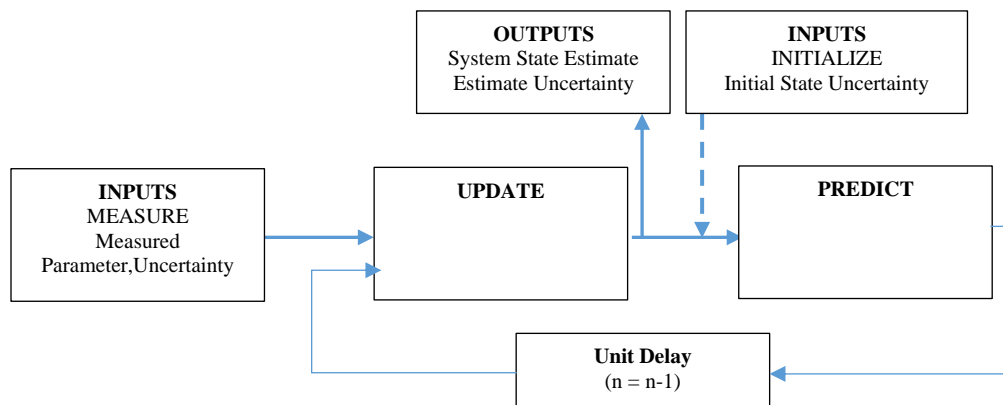 OUTPUTS
System State Estimate
Estimate Uncertainty
INPUTS
INITIALIZE
Initial State Uncertainty
INPUTS
MEASURE
Measured
Parameter,Uncertainty
UPDATE
PREDICT
Unit Delay
(n = n-1)